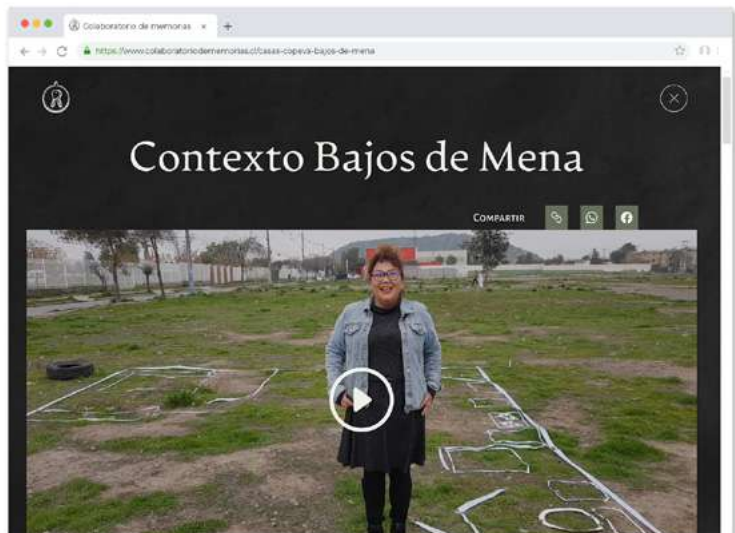 Colaboratorio de memorias
https://www.colaboratoriodememorias.cl/casas-copeva-bajos-de-mena
Contexto Bajos de Mena
Compartir